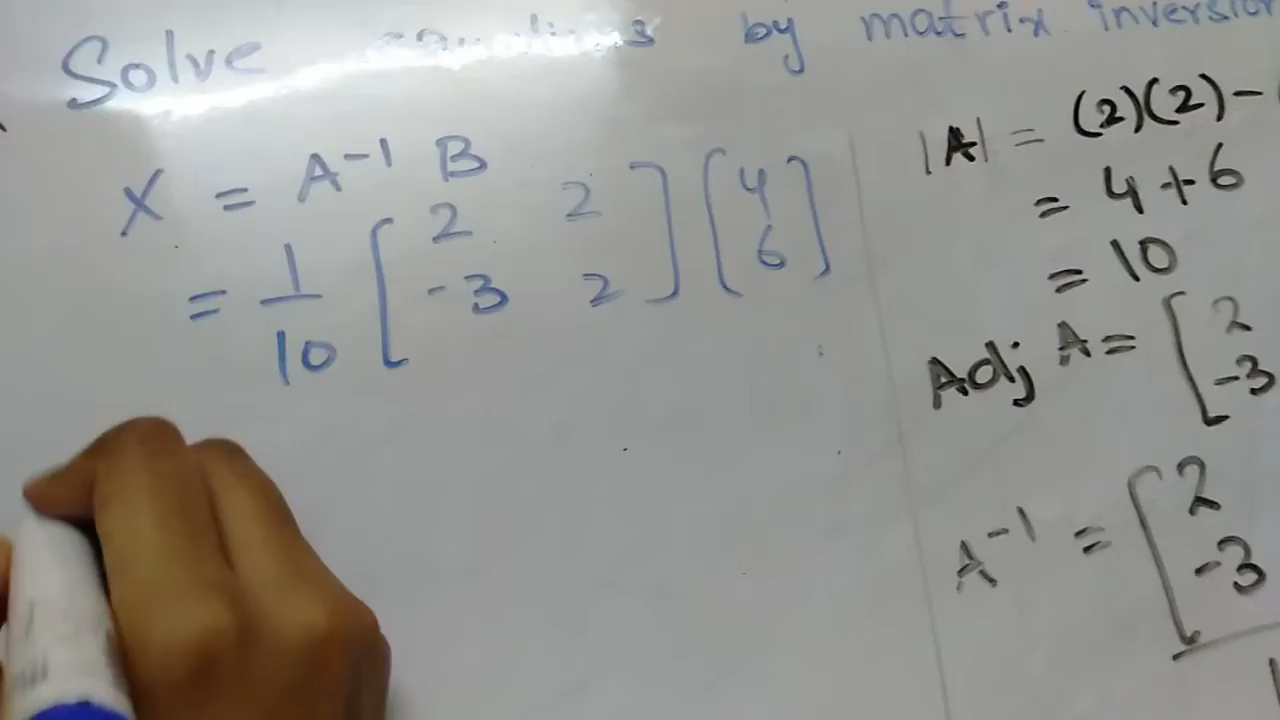 Solve equations by matrix inversion
X = A⁻¹ B
= 1/10 [2 2
-3 2] [4
6]
|A| = (2)(2) -
= 4 + 6
= 10
Adj A = [2
-3
A⁻¹ = [2
-3